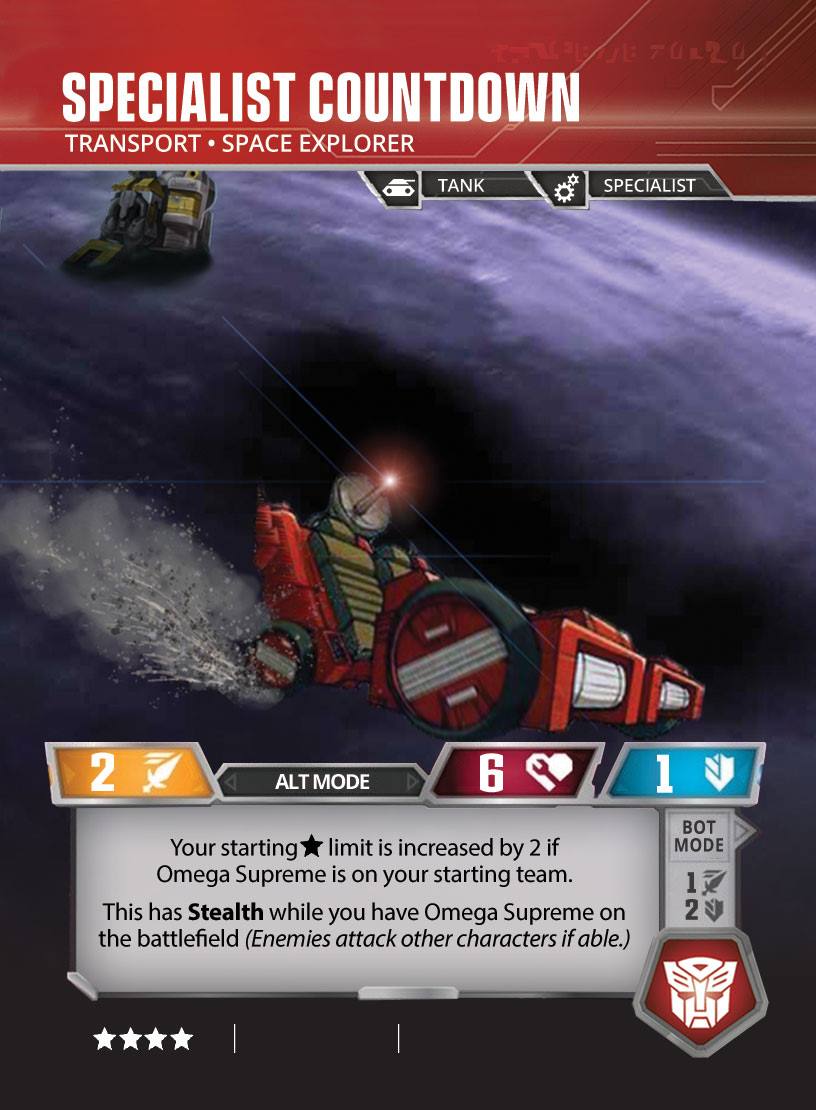 SPECIALIST COUNTDOWN
TRANSPORT • SPACE EXPLORER
TANK
SPECIALIST
2
ALT MODE
6
1
Your starting ★ limit is increased by 2 if
Omega Supreme is on your starting team.
This has Stealth while you have Omega Supreme on
the battlefield (Enemies attack other characters if able.)
BOT
MODE
1
2